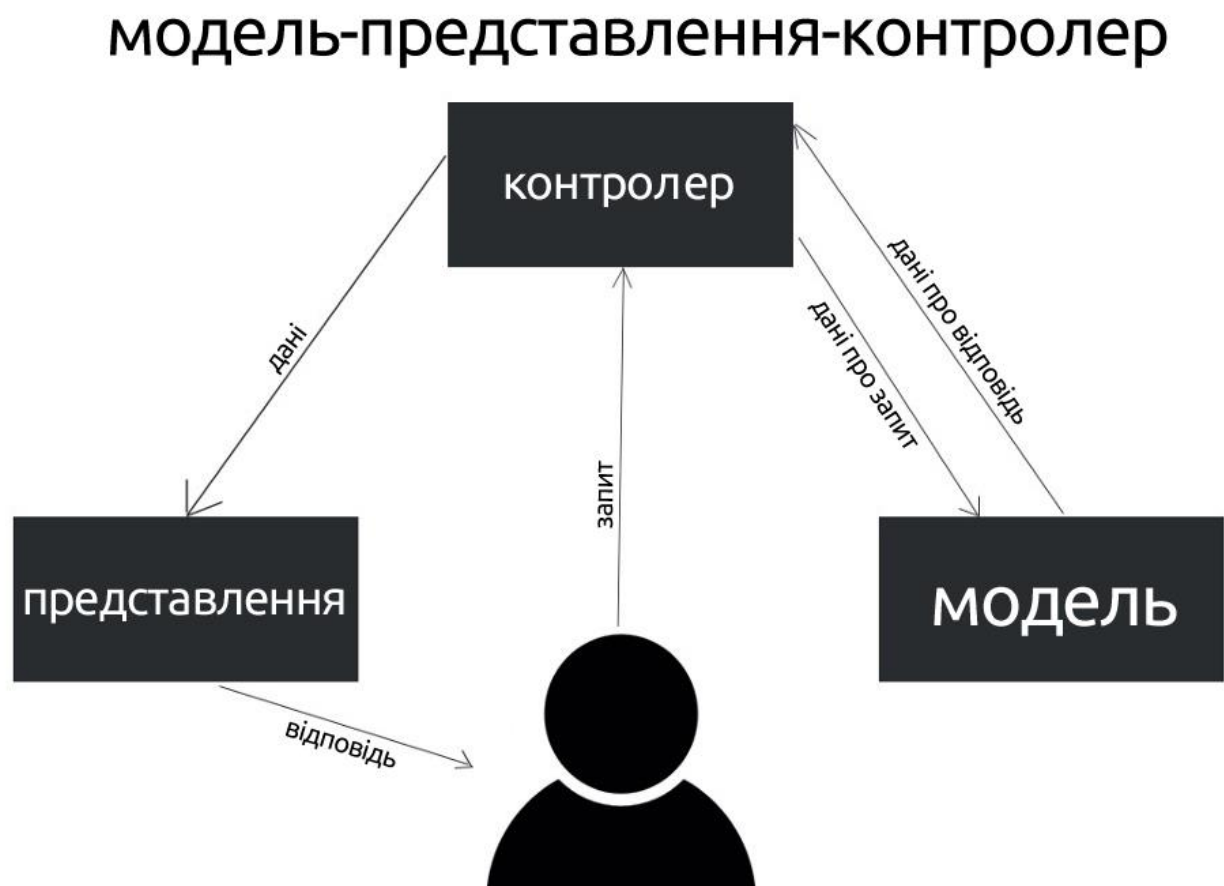 модель-представлення-контролер
контролер
дані
дані про відповідь
дані про запит
запит
представлення
модель
відповідь